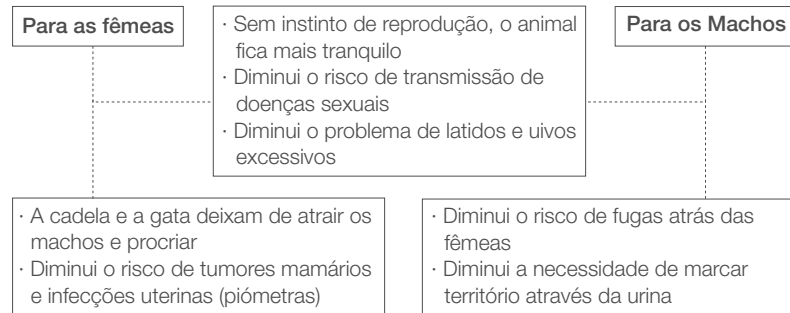 Para as fêmeas
· Sem instinto de reprodução, o animal
fica mais tranquilo
· Diminui o risco de transmissão de
doenças sexuais
· Diminui o problema de latidos e uivos
excessivos
Para os Machos
· A cadela e a gata deixam de atrair os
machos e procriar
· Diminui o risco de tumores mamários
e infecções uterinas (piómetras)
· Diminui o risco de fugas atrás das
fêmeas
· Diminui a necessidade de marcar
território através da urina